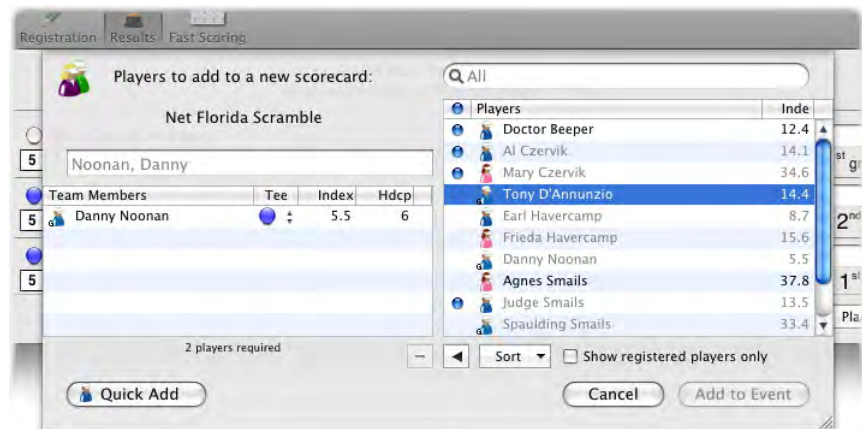 Registration Results Fast Scoring
Players to add to a new scorecard:
All
Net Florida Scramble
Noonan, Danny
Team Members Tee Index Hdcp
Danny Noonan 5.5 6
2 players required
Quick Add
Players Inde
Doctor Beeper 12.4
Al Czervik 14.1
Mary Czervik 34.6
Tony D'Annunzio 14.4
Earl Havercamp 8.7
Frieda Havercamp 15.6
Danny Noonan 5.5
Agnes Smails 37.8
Judge Smails 13.5
Spaulding Smails 33.4
Sort Show registered players only
Cancel Add to Event
5
5
5
st g
2nd
1st
Pla